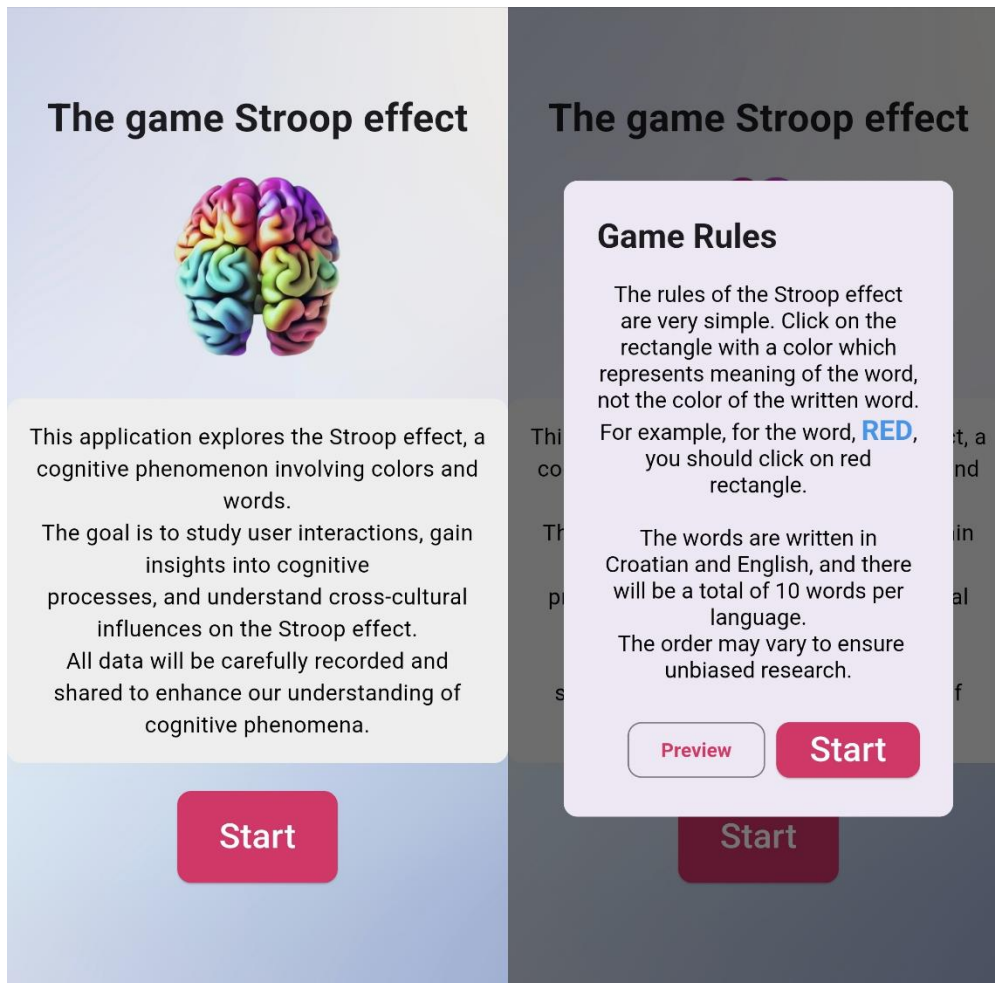 The game Stroop effect
This application explores the Stroop effect, a
cognitive phenomenon involving colors and
words.
The goal is to study user interactions, gain
insights into cognitive
processes, and understand cross-cultural
influences on the Stroop effect.
All data will be carefully recorded and
shared to enhance our understanding of
cognitive phenomena.
Start
The game Stroop effect
Game Rules
The rules of the Stroop effect
are very simple. Click on the
rectangle with a color which
represents meaning of the word,
not the color of the written word.
For example, for the word, RED,
you should click on red
rectangle.
The words are written in
Croatian and English, and there
will be a total of 10 words per
language.
The order may vary to ensure
unbiased research.
Preview
Start
Start